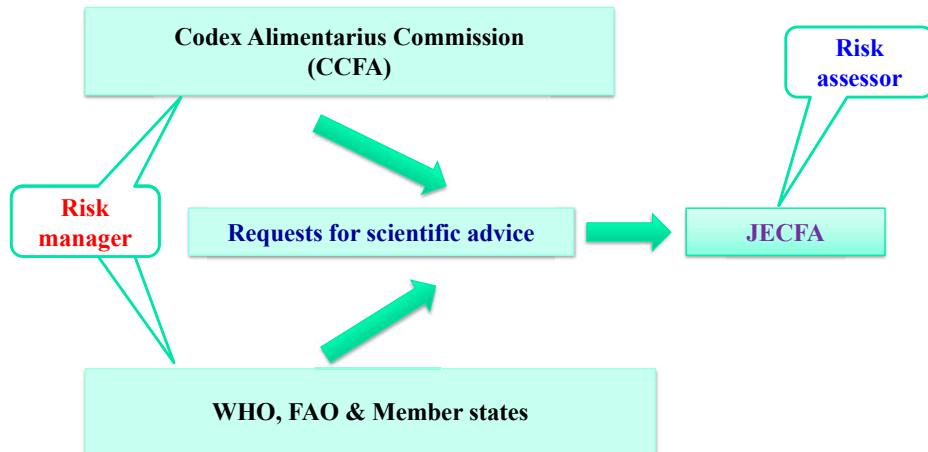 Codex Alimentarius Commission
(CCFA)
Risk
assessor
Risk
manager
Requests for scientific advice
JECFA
WHO, FAO & Member states